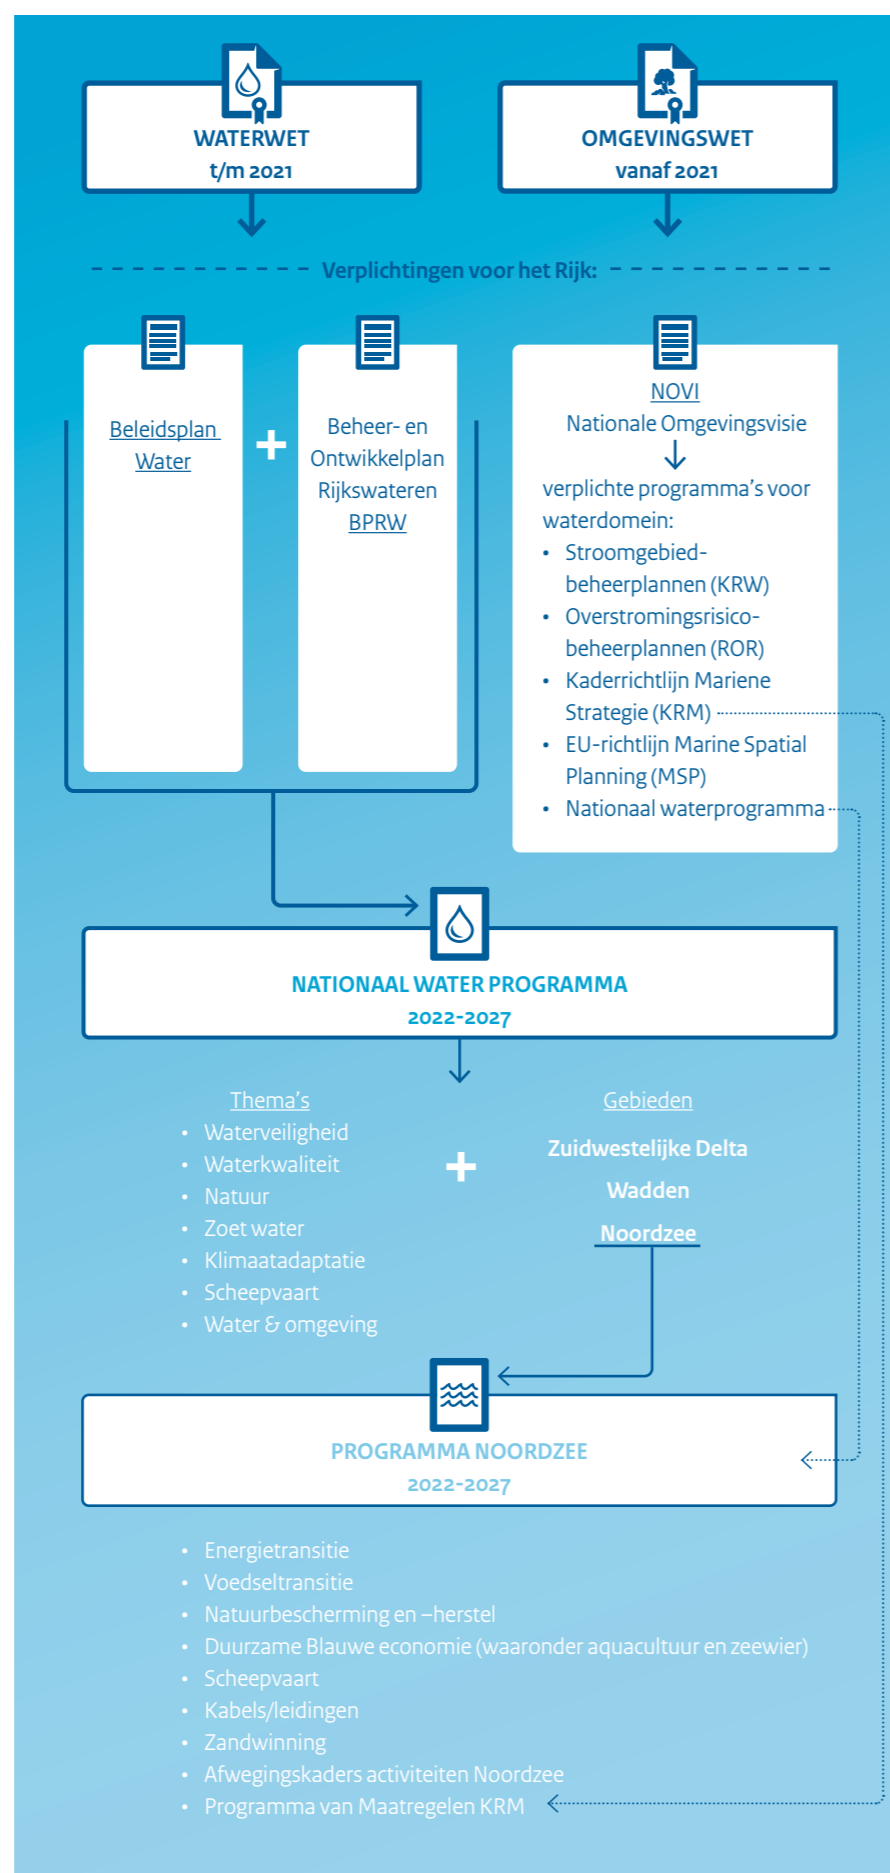 WATERWET
t/m 2021
OMGEVINGSWET
vanaf 2021
Verplichtingen voor het Rijk:
Beleidsplan
Water
+
Beheer- en
Ontwikkelplan
Rijkswateren
BPRW
NOVI
Nationale Omgevingsvisie
verplichte programma's voor
waterdomein:
• Stroomgebied-
beheerplannen (KRW)
• Overstromingsrisico-
beheerplannen (ROR)
• Kaderrichtlijn Mariene
Strategie (KRM)
• EU-richtlijn Marine Spatial
Planning (MSP)
• Nationaal waterprogramma
NATIONAAL WATER PROGRAMMA
2022-2027
Thema's
• Waterveiligheid
• Waterkwaliteit
• Natuur
• Zoet water
• Klimaatadaptatie
• Scheepvaart
• Water & omgeving
+
Gebieden
Zuidwestelijke Delta
Wadden
Noordzee
PROGRAMMA NOORDZEE
2022-2027
• Energietransitie
• Voedseltransitie
• Natuurbescherming en –herstel
• Duurzame Blauwe economie (waaronder aquacultuur en zeewier)
• Scheepvaart
• Kabels/leidingen
• Zandwinning
• Afwegingskaders activiteiten Noordzee
• Programma van Maatregelen KRM